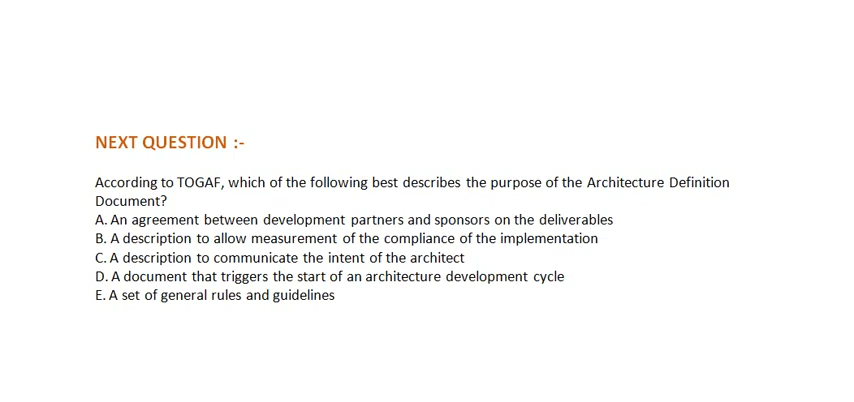 NEXT QUESTION :-
According to TOGAF, which of the following best describes the purpose of the Architecture Definition
Document?
A. An agreement between development partners and sponsors on the deliverables
B. A description to allow measurement of the compliance of the implementation
C. A description to communicate the intent of the architect
D. A document that triggers the start of an architecture development cycle
E. A set of general rules and guidelines